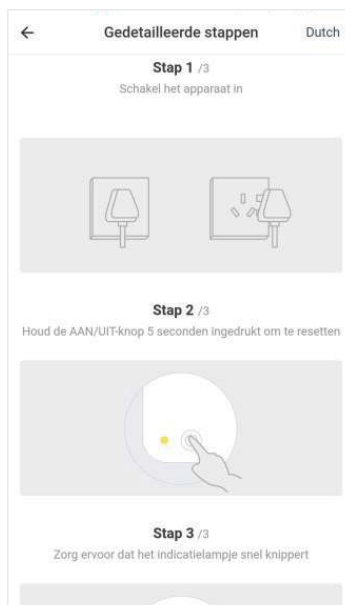 Gedetailleerde stappen Dutch
Stap 1 /3
Schakel het apparaat in
Stap 2 /3
Houd de AAN/UIT-knop 5 seconden ingedrukt om te resetten
Stap 3 /3
Zorg ervoor dat het indicatielampje snel knippert